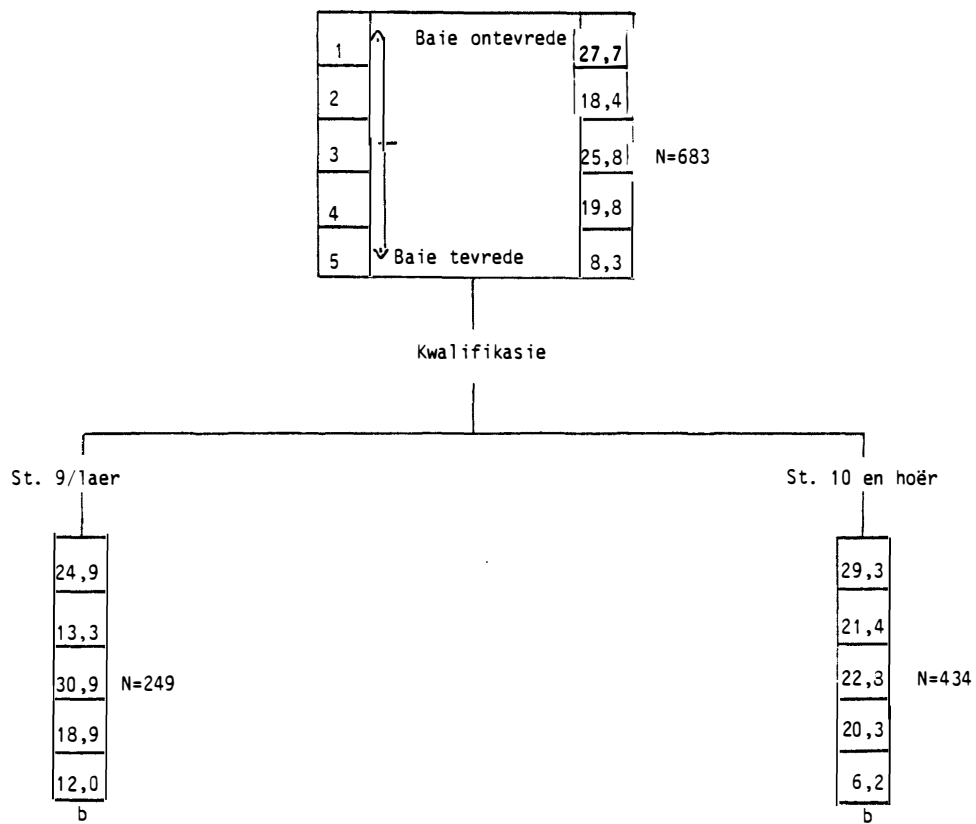 1 Baie ontevrede 27,7
2 18,4
3 25,8 N=683
4 19,8
5 Baie tevrede 8,3
Kwalifikasie
St. 9/laer St. 10 en hoër
24,9 29,3
13,3 21,4
30,9 N=249 22,3 N=434
18,9 20,3
12,0 6,2
b b